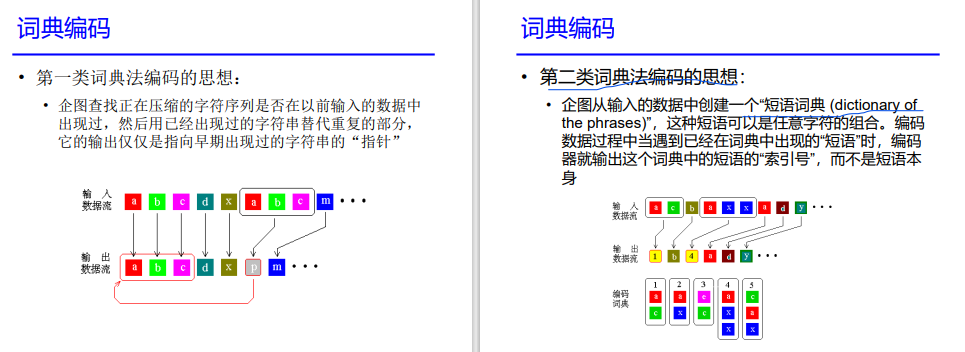 词典编码
• 第一类词典法编码的思想：
• 企图查找正在压缩的字符序列是否在以前输入的数据中
出现过，然后用已经出现过的字符串替代重复的部分，
它的输出仅仅是指向早期出现过的字符串的“指针”
输 入
数据流
a b c d x a b c m • • •
输 出
数据流
a b c d x p m • • •
词典编码
• 第二类词典法编码的思想：
• 企图从输入的数据中创建一个“短语词典 (dictionary of
the phrases)”，这种短语可以是任意字符的组合。编码
数据过程中当遇到已经在词典中出现的“短语”时，编码
器就输出这个词典中的短语的“索引号”，而不是短语本
身
输 入
数据流
a c b a x x a d y • • •
输 出
数据流
1 b 4 a d y • • •
编码
词典
1 2 3 4 5
a a e a c
c x c x a
x x